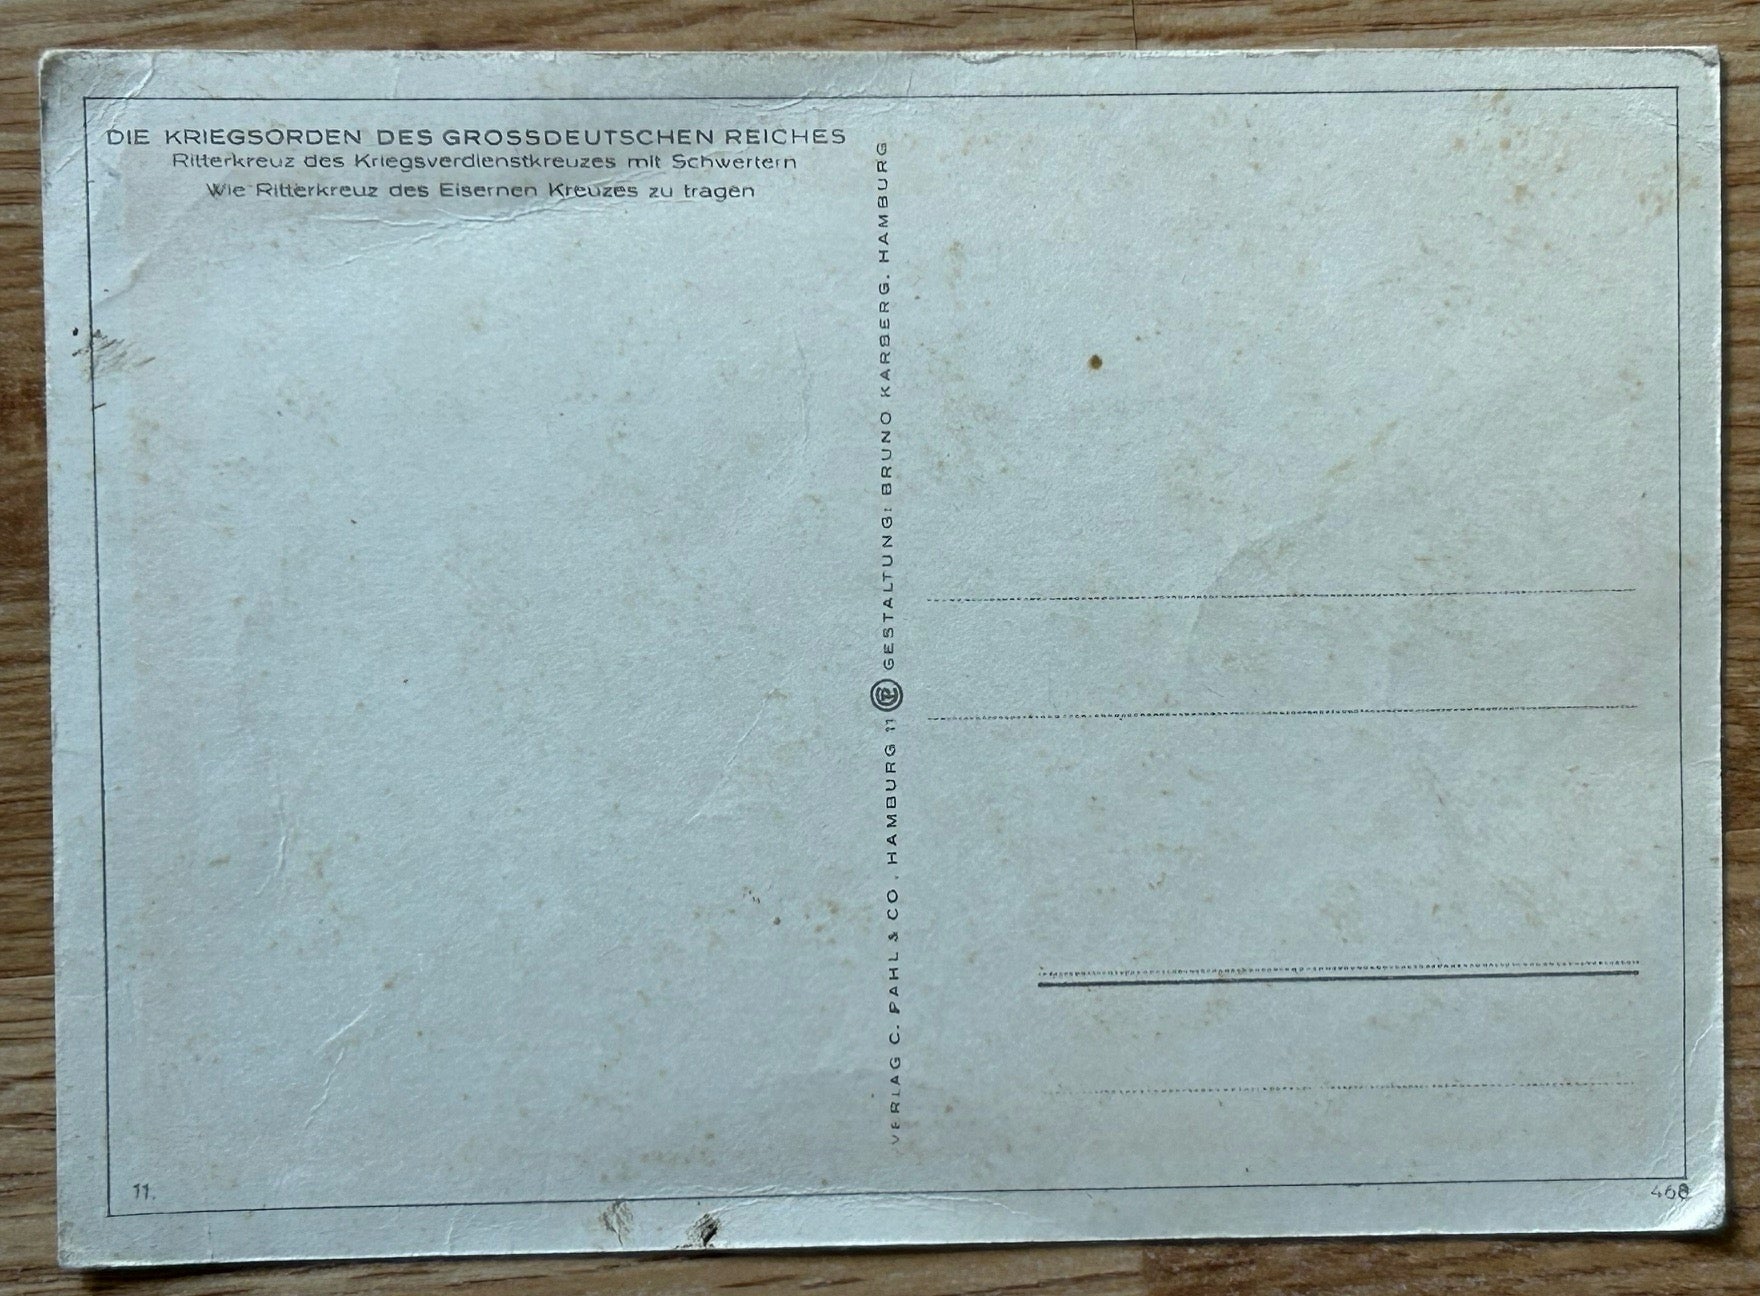 DIE KRIEGSORDEN DES GROSSDEUTSCHEN REICHES
Ritterkreuz des Kriegsverdienstkreuzes mit Schwertern
Wie Ritterkreuz des Eisernen Kreuzes zu tragen
VERLAG C. PAHL & CO. HAMBURG 11
GESTALTUNG: BRUNO KARBERG. HAMBURG
11.